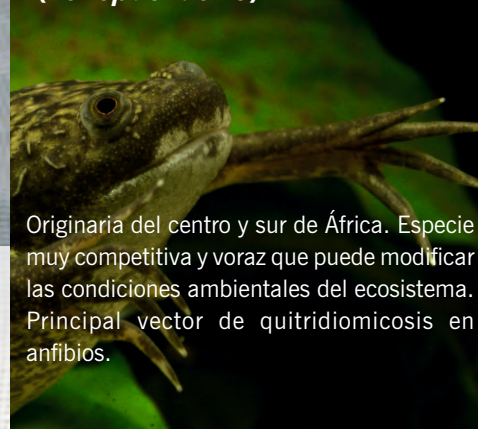 Originaria del centro y sur de África. Especie
muy competitiva y voraz que puede modificar
las condiciones ambientales del ecosistema.
Principal vector de quitridiomicosis en
anfibios.